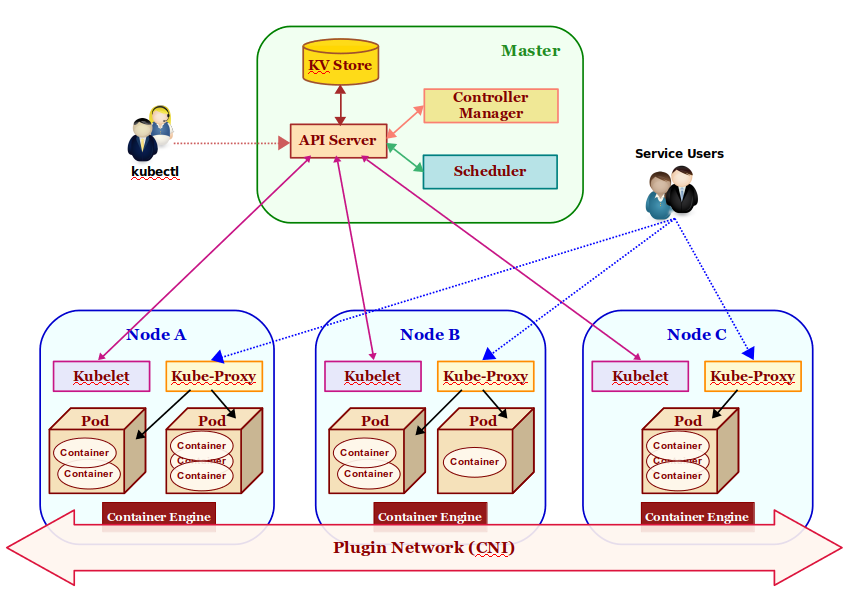 Master
KV Store
Controller
Manager
API Server
Scheduler
kubectl
Service Users
Node A
Node B
Node C
Kubelet
Kube-Proxy
Kubelet
Kube-Proxy
Kubelet
Kube-Proxy
Pod
Pod
Pod
Pod
Pod
Container
Container
Container
Container
Container
Container
Container
Container
Container
Container
Container
Container Engine
Container Engine
Container Engine
Plugin Network (CNI)